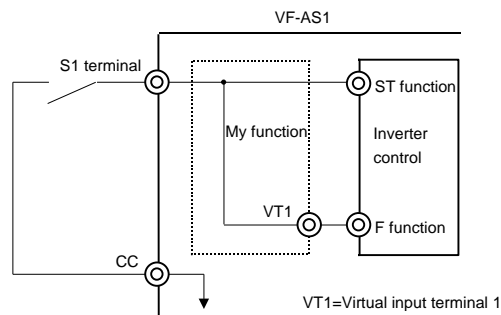 VF-AS1
S1 terminal
ST function
My function
Inverter
control
VT1
F function
CC
VT1=Virtual input terminal 1